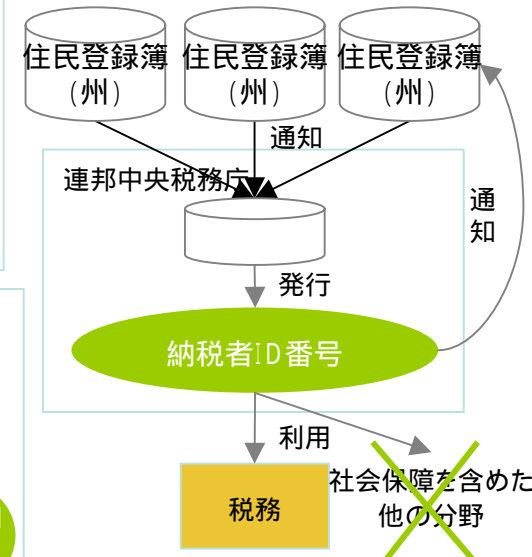 住民登録簿
(州)
住民登録簿
(州)
住民登録簿
(州)
通知
連邦中央税務庁
通知
発行
納税者ID番号
利用
税務
社会保障を含めた
他の分野